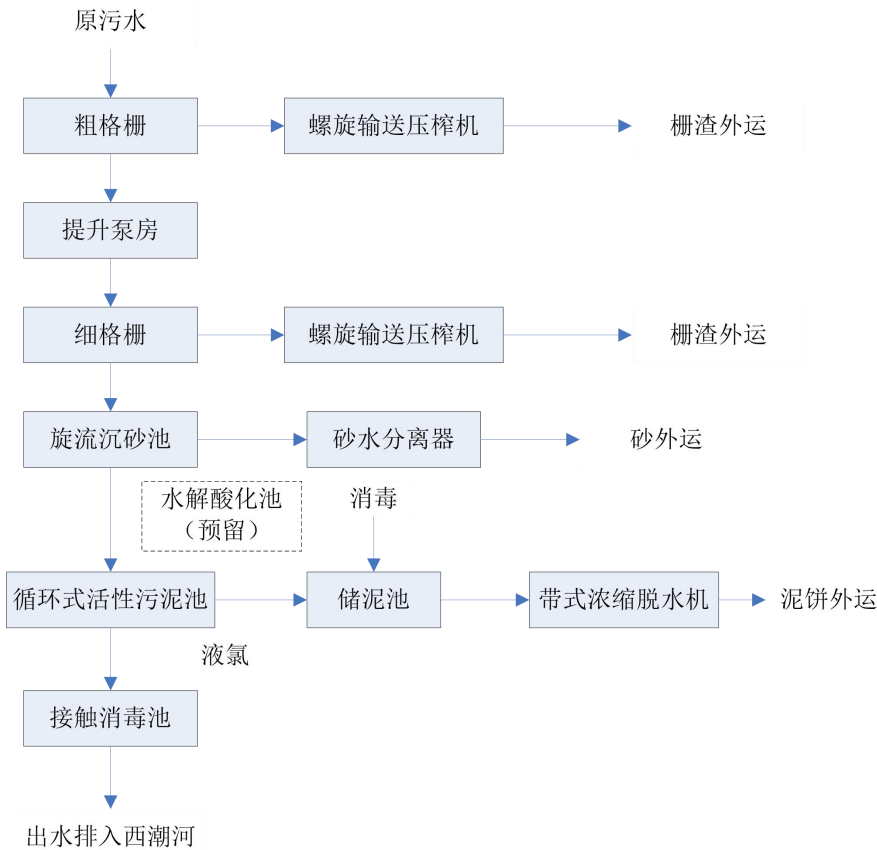 原污水
粗格栅
螺旋输送压榨机
栅渣外运
提升泵房
细格栅
螺旋输送压榨机
栅渣外运
旋流沉砂池
砂水分离器
砂外运
水解酸化池
（预留）
消毒
循环式活性污泥池
储泥池
带式浓缩脱水机
泥饼外运
液氯
接触消毒池
出水排入西潮河